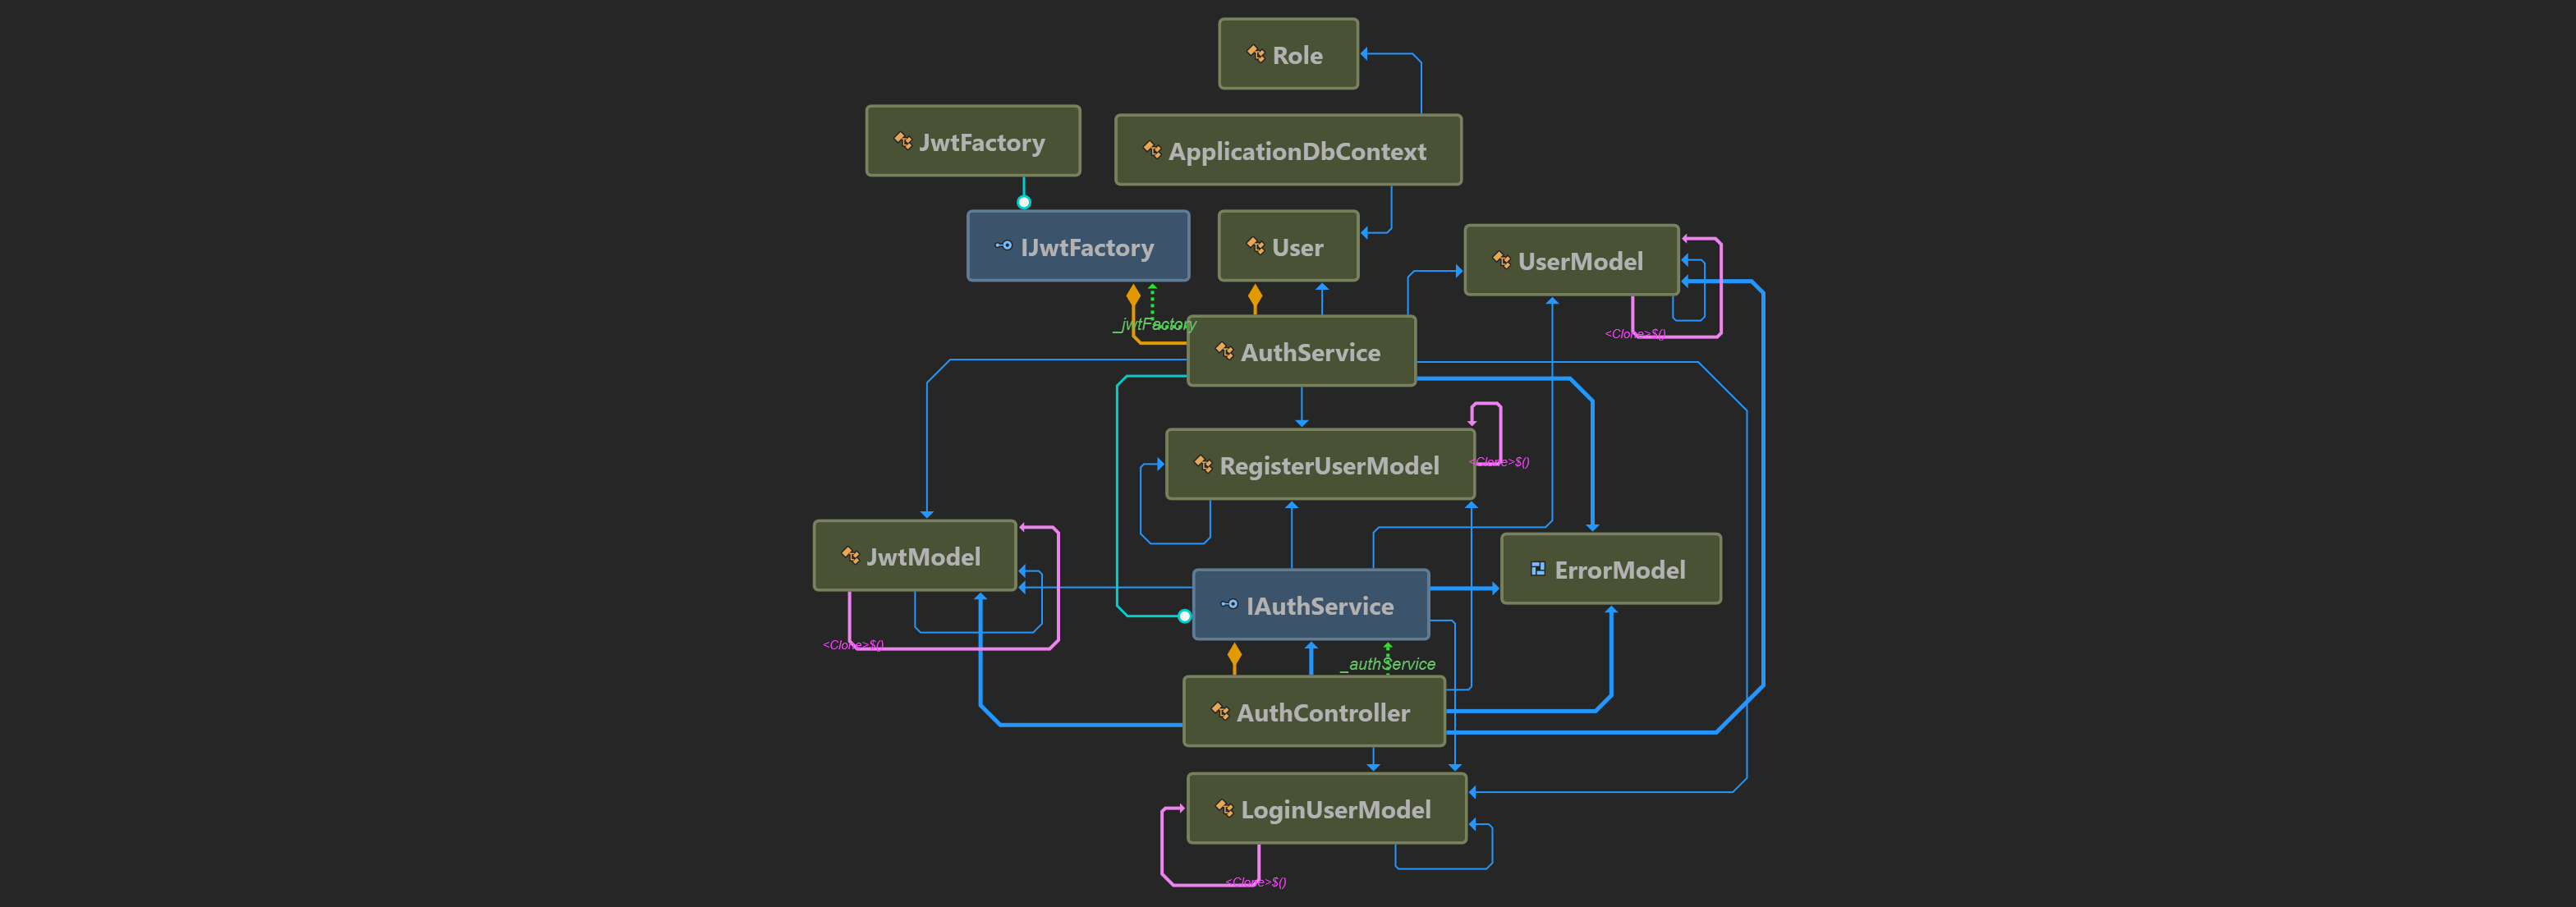 Role
JwtFactory
ApplicationDbContext
IJwtFactory
User
UserModel
_jwtFactory
<Clone>$()
AuthService
RegisterUserModel
<Clone>$()
JwtModel
ErrorModel
IAuthService
<Clone>$()
_authService
AuthController
LoginUserModel
<Clone>$()